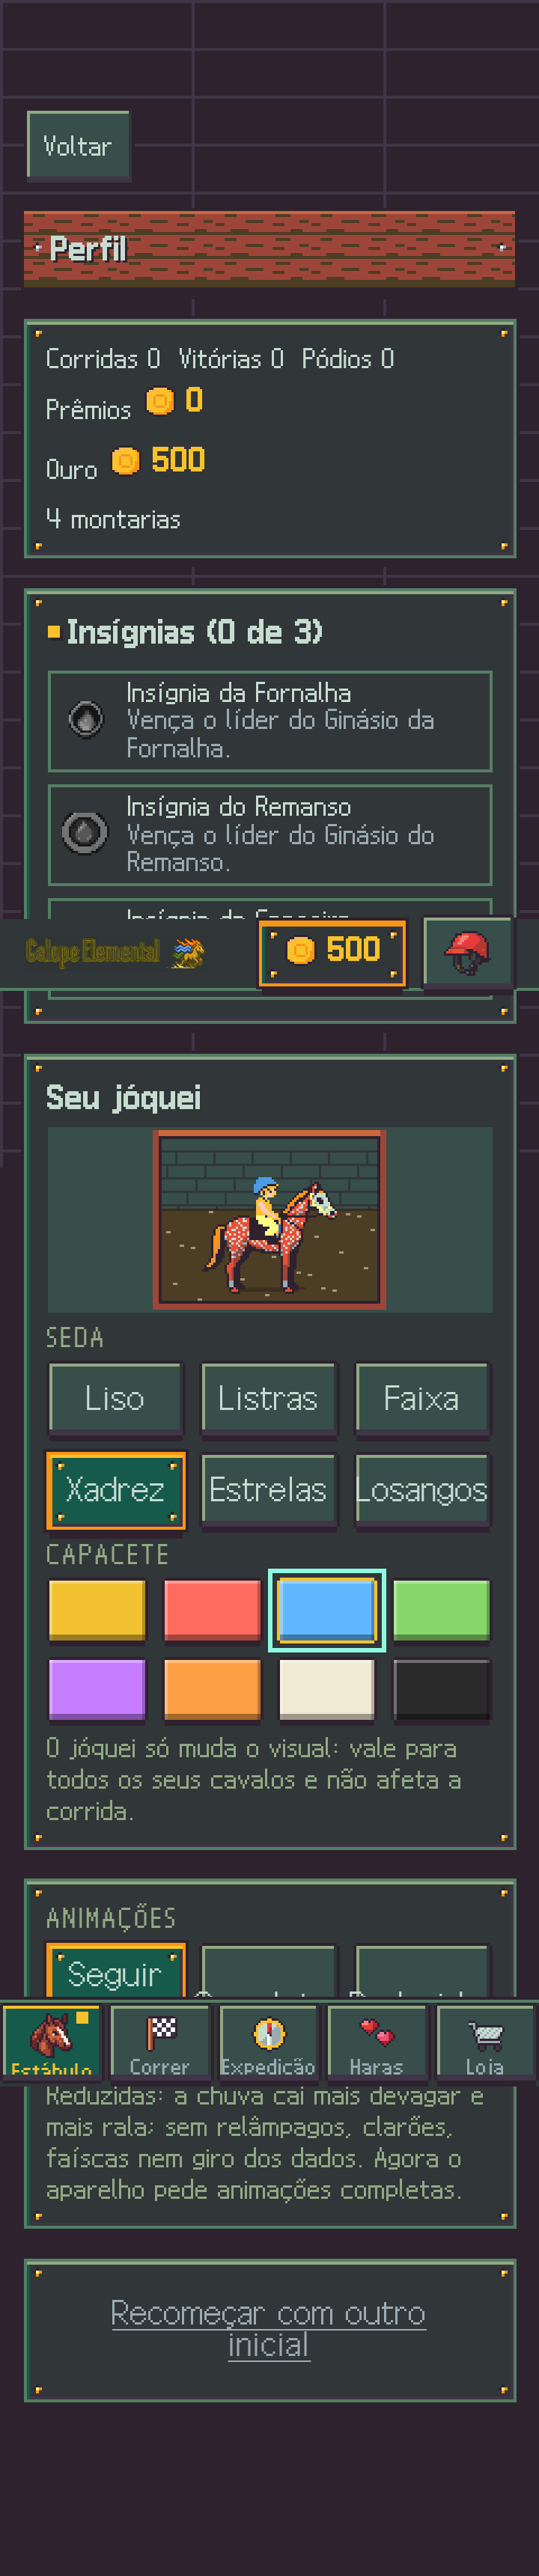 Voltar
Perfil
Corridas 0 Vitórias 0 Pódios 0
Prêmios 0
Ouro 500
4 montarias
Insígnias (0 de 3)
Insígnia da Fornalha
Vença o líder do Ginásio da
Fornalha.
Insígnia do Remanso
Vença o líder do Ginásio do
Remanso.
Galope Elemental 500
Seu jóquei
SEDA
Liso Listras Faixa
Xadrez Estrelas Losangos
CAPACETE
O jóquei só muda o visual: vale para
todos os seus cavalos e não afeta a
corrida.
ANIMAÇÕES
Seguir
Estábulo Correr Expedição Haras Loja
Reduzidas: a chuva cai mais devagar e
mais rala; sem relâmpagos, clarões,
faíscas nem giro dos dados. Agora o
aparelho pede animações completas.
Recomeçar com outro
inicial